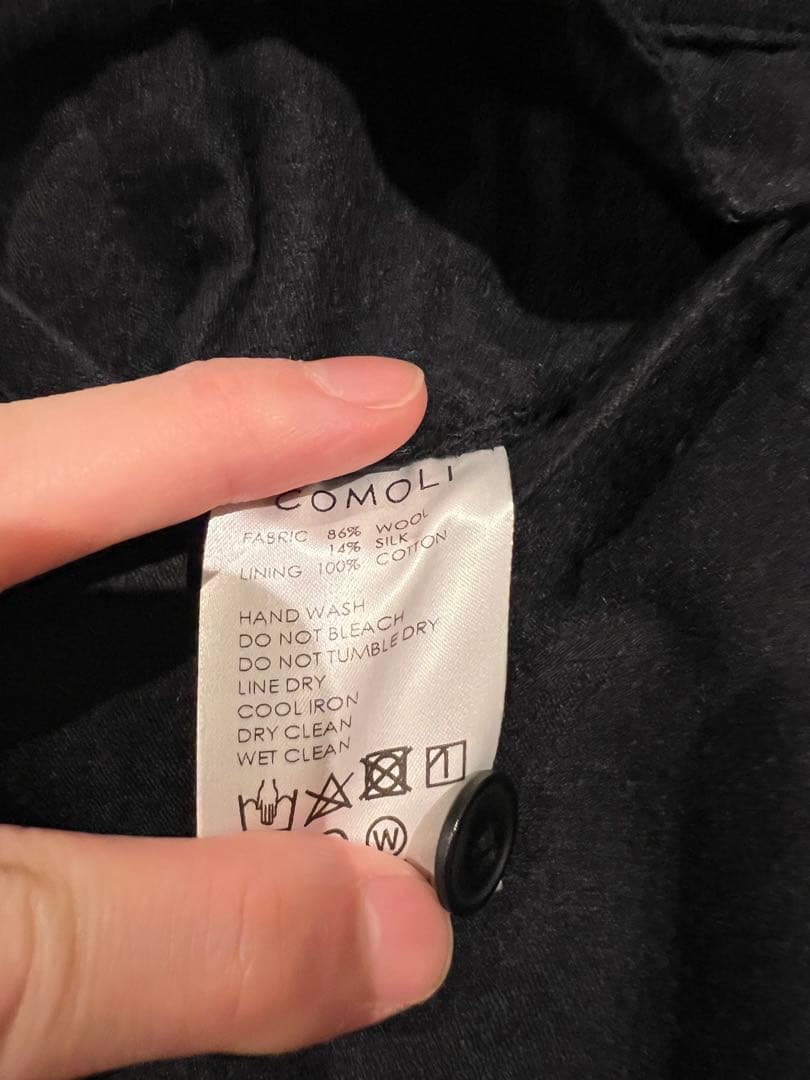 COMOLI
FABRIC 86% WOOL
14% SILK
LINING 100% COTTON
HAND WASH
DO NOT BLEACH
DO NOT TUMBLE DRY
LINE DRY
COOL IRON
DRY CLEAN
WET CLEAN
W